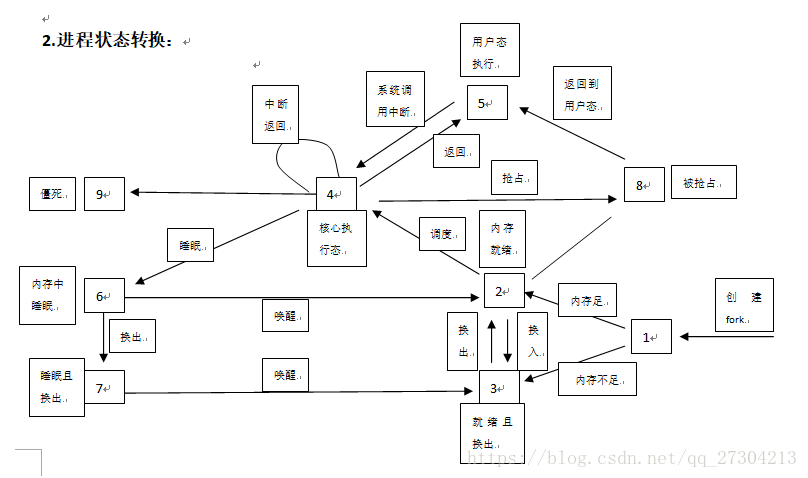 2.进程状态转换：
用户态
执行.
系统调
用中断.
5
返回到
用户态.
中断
返回.
返回.
抢占.
8
被抢占.
僵死.
9
4
核心执
行态.
调度.
内存
就绪.
睡眠.
内存中
睡眠.
6
唤醒.
2
内存足.
创建
fork.
换出.
换
出.
换
入.
1
睡眠且
换出.
7
唤醒.
3
内存不足.
就绪且
换出.
https://blog.csdn.net/qq_27304213